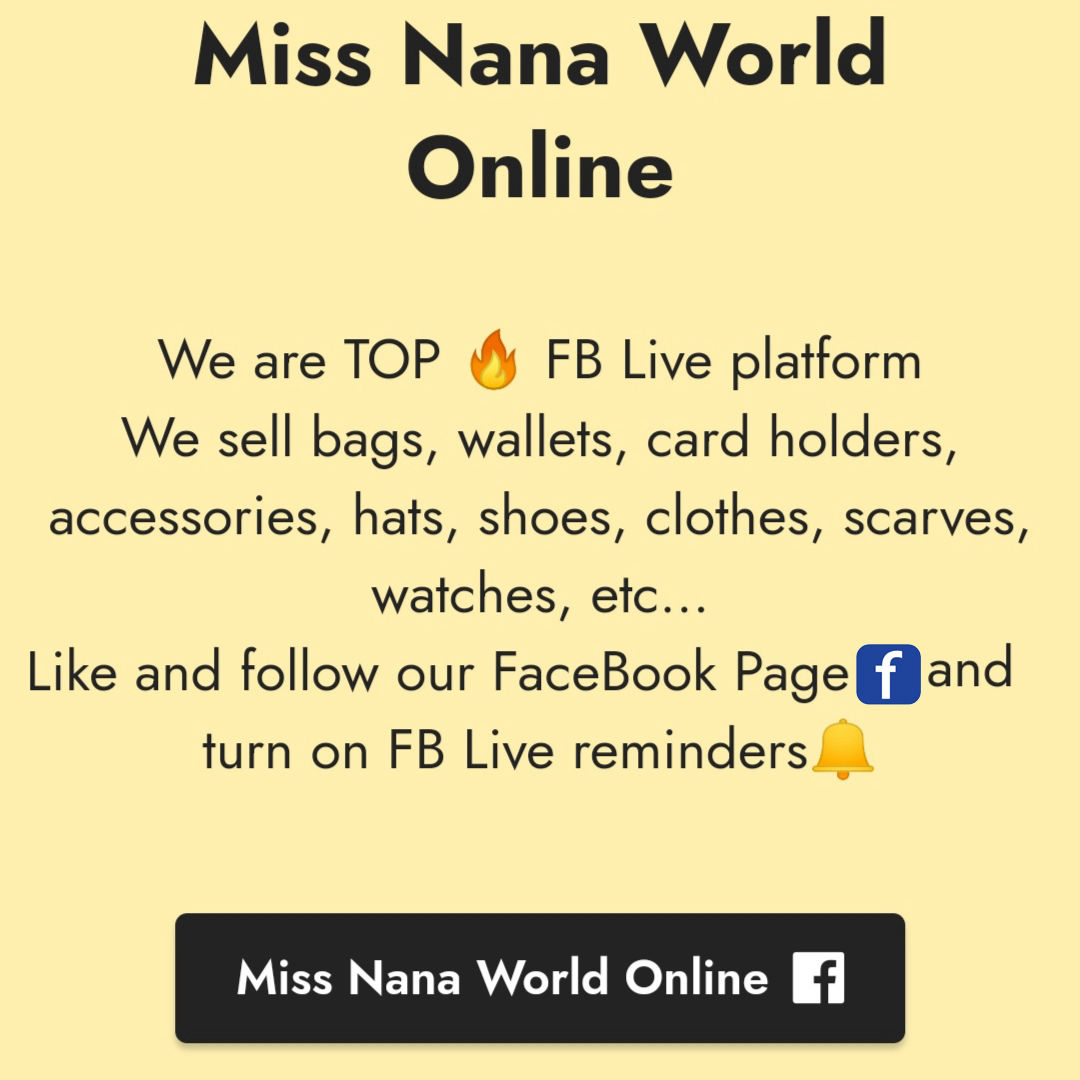 Miss Nana World
Online
We are TOP 🔥 FB Live platform
We sell bags, wallets, card holders,
accessories, hats, shoes, clothes, scarves,
watches, etc...
Like and follow our FaceBook Page f and
turn on FB Live reminders🔔
Miss Nana World Online f